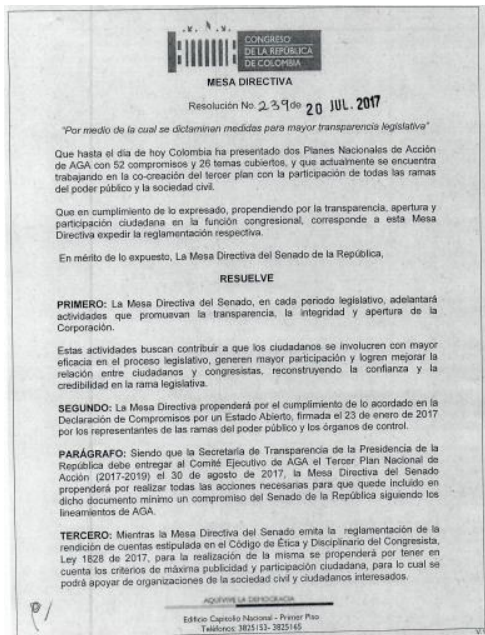 CONGRESO
DE LA REPÚBLICA
DE COLOMBIA
MESA DIRECTIVA
Resolución No. 239 de 20 JUL. 2017
"Por medio de la cual se dictaminan medidas para mayor transparencia legislativa"
Que hasta el día de hoy Colombia ha presentado dos Planes Nacionales de Acción
de AGA con 52 compromisos y 26 temas cubiertos, y que actualmente se encuentra
trabajando en la co-creación del tercer plan con la participación de todas las ramas
del poder público y la sociedad civil.
Que en cumplimiento de lo expresado, propendiendo por la transparencia, apertura y
participación ciudadana en la función congresional, corresponde a esta Mesa
Directiva expedir la reglamentación respectiva.
En mérito de lo expuesto, La Mesa Directiva del Senado de la República,
RESUELVE
PRIMERO: La Mesa Directiva del Senado, en cada periodo legislativo, adelantará
actividades que promuevan la transparencia, la integridad y apertura de la
Corporación.
Estas actividades buscan contribuir a que los ciudadanos se involucren con mayor
eficacia en el proceso legislativo, generen mayor participación y logren mejorar la
relación entre ciudadanos y congresistas, reconstruyendo la confianza y la
credibilidad en la rama legislativa.
SEGUNDO: La Mesa Directiva propenderá por el cumplimiento de lo acordado en la
Declaración de Compromisos por un Estado Abierto, firmada el 23 de enero de 2017
por los representantes de las ramas del poder público y los órganos de control.
PARÁGRAFO: Siendo que la Secretaría de Transparencia de la Presidencia de la
República debe entregar al Comité Ejecutivo de AGA el Tercer Plan Nacional de
Acción (2017-2019) el 30 de agosto de 2017, la Mesa Directiva del Senado
propenderá por realizar todas las acciones necesarias para que quede incluido en
dicho documento mínimo un compromiso del Senado de la República siguiendo los
lineamientos de AGA.
TERCERO: Mientras la Mesa Directiva del Senado emita la reglamentación de la
rendición de cuentas estipulada en el Código de Ética y Disciplinario del Congresista,
Ley 1828 de 2017, para la realización de la misma se propenderá por tener en
cuenta los criterios de máxima publicidad y participación ciudadana, para lo cual se
podrá apoyar de organizaciones de la sociedad civil y ciudadanos interesados.
AQUÍ VIVE LA DEMOCRACIA
Edificio Capitolio Nacional - Primer Piso
Teléfonos: 3825153- 3825165